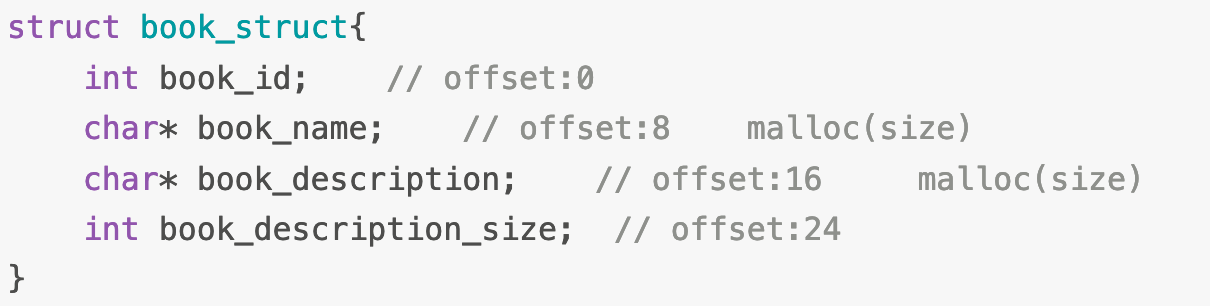 struct book_struct{
    int book_id;    // offset:0
    char* book_name;    // offset:8    malloc(size)
    char* book_description;    // offset:16     malloc(size)
    int book_description_size;  // offset:24
}